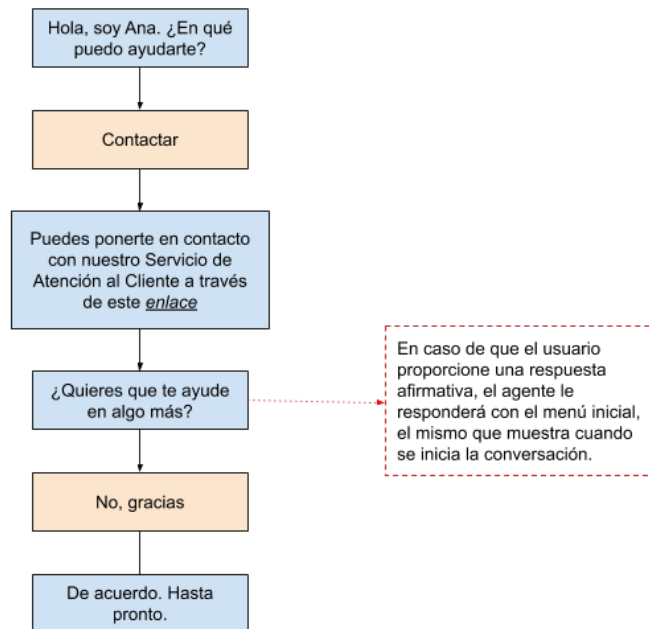 Hola, soy Ana. ¿En qué
puedo ayudarte?
Contactar
Puedes ponerte en contacto
con nuestro Servicio de
Atención al Cliente a través
de este enlace
¿Quieres que te ayude
en algo más?
En caso de que el usuario
proporcione una respuesta
afirmativa, el agente le
responderá con el menú inicial,
el mismo que muestra cuando
se inicia la conversación.
No, gracias
De acuerdo. Hasta
pronto.